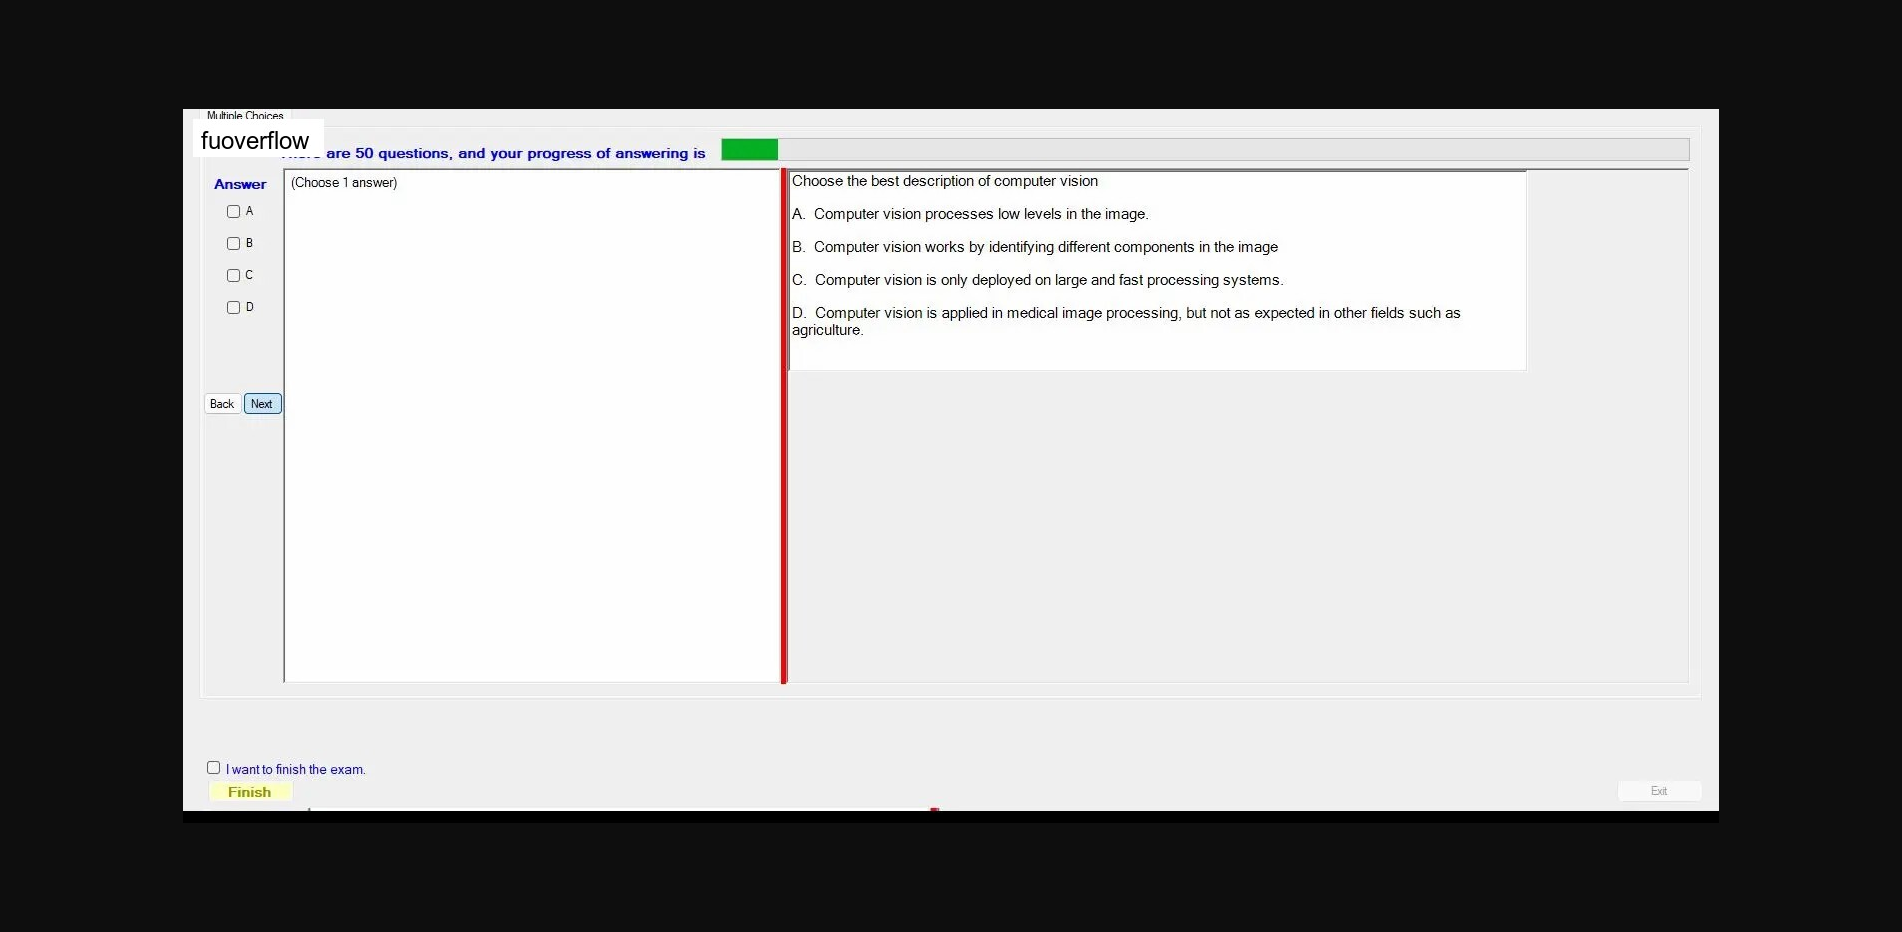 Multiple Choices
fuoverflow
are 50 questions, and your progress of answering is
Answer
(Choose 1 answer)
A
B
C
D
Back Next
Choose the best description of computer vision
A. Computer vision processes low levels in the image.
B. Computer vision works by identifying different components in the image
C. Computer vision is only deployed on large and fast processing systems.
D. Computer vision is applied in medical image processing, but not as expected in other fields such as
agriculture.
I want to finish the exam.
Finish
Exit